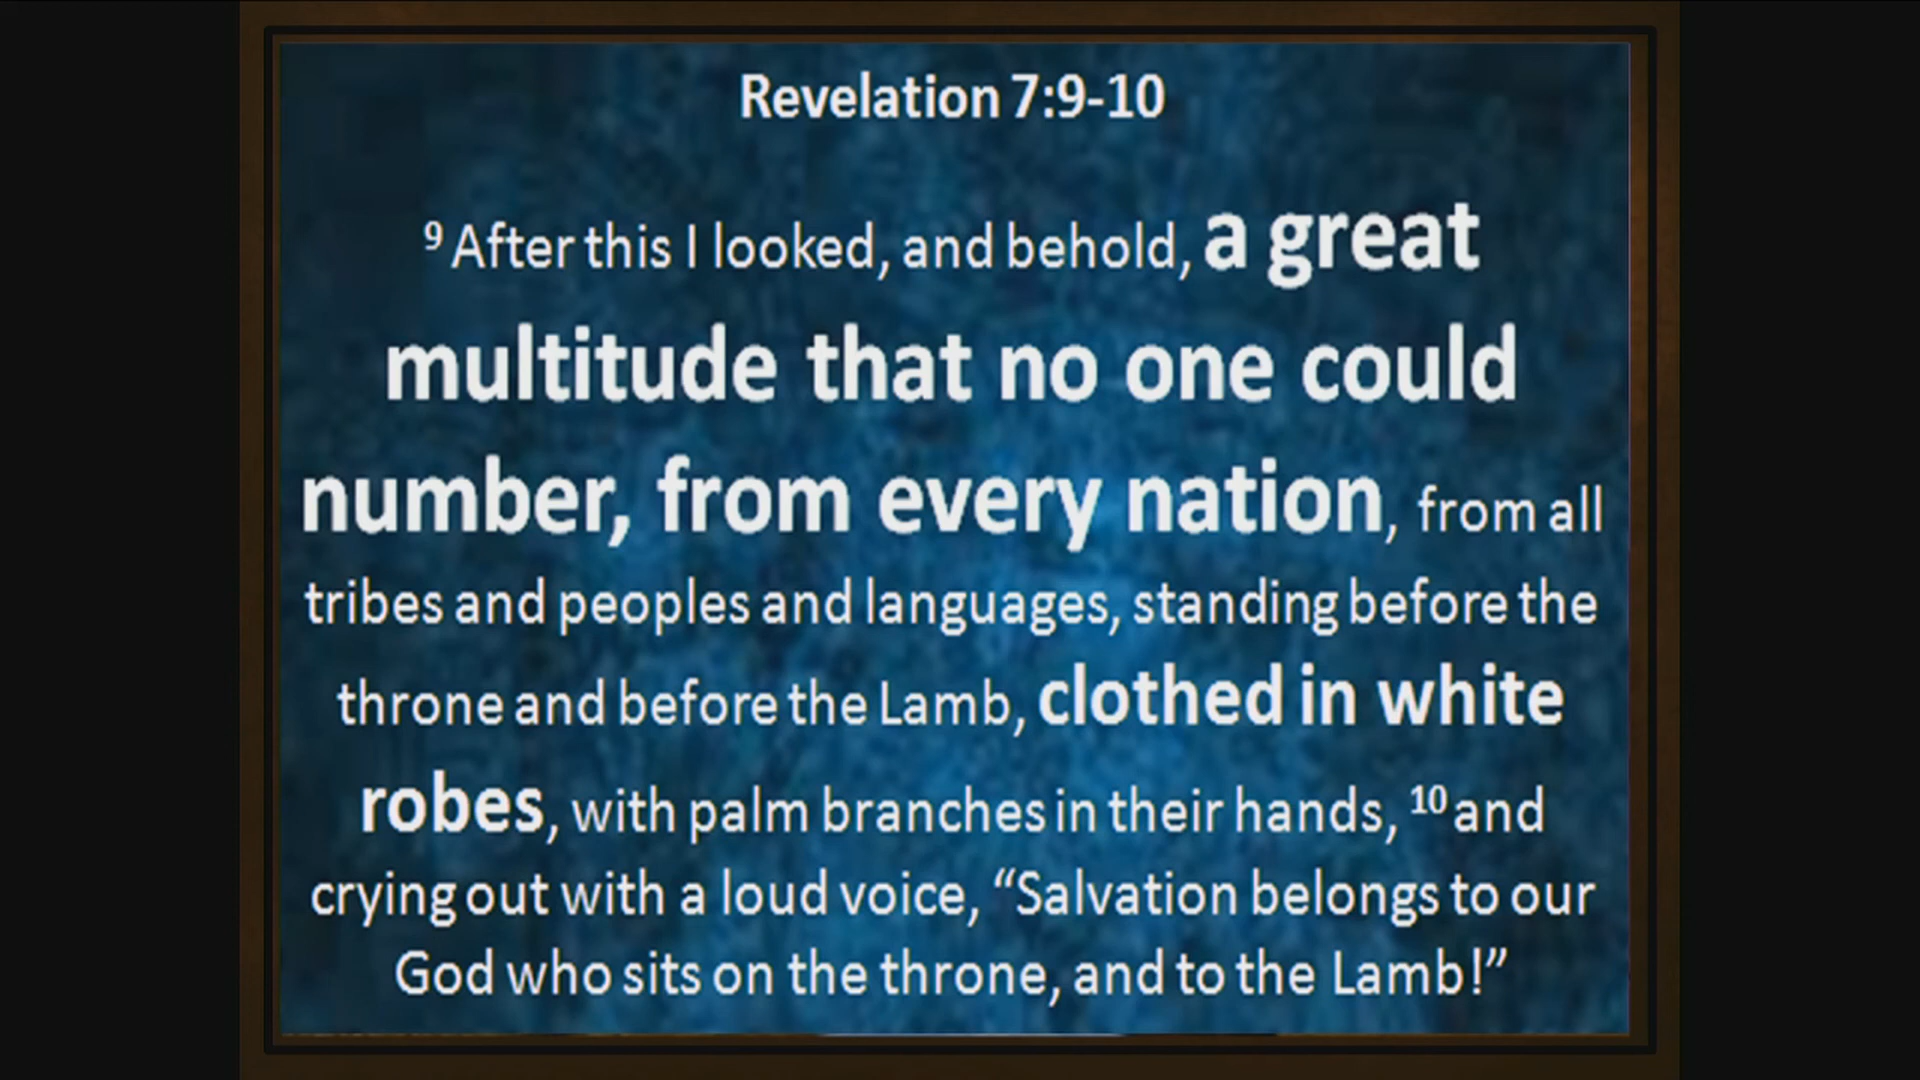 Revelation 7:9-10
9 After this I looked, and behold, a great
multitude that no one could
number, from every nation, from all
tribes and peoples and languages, standing before the
throne and before the Lamb, clothed in white
robes, with palm branches in their hands, 10 and
crying out with a loud voice, “Salvation belongs to our
God who sits on the throne, and to the Lamb!”